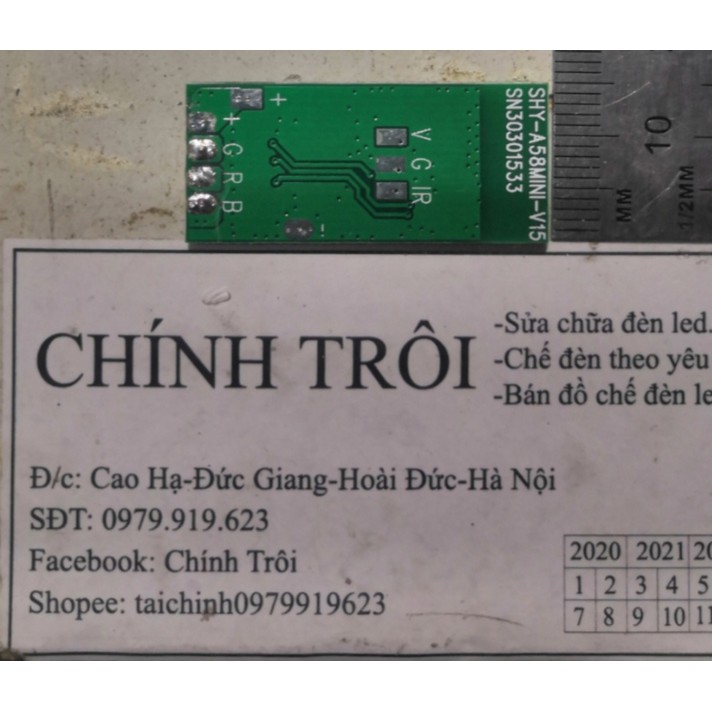 +
+
G
R
B
-
V
G
IR
SHY-A58MINI-V15
SN30301533
10
MM
1/2MM
CHÍNH TRÔI
-Sửa chữa đèn led.
-Chế đèn theo yêu
-Bán đồ chế đèn le
Đ/c: Cao Hạ-Đức Giang-Hoài Đức-Hà Nội
SĐT: 0979.919.623
Facebook: Chính Trôi
Shopee: taichinh0979919623
2020 2021 20
1 2 3 4 5
7 8 9 10 11